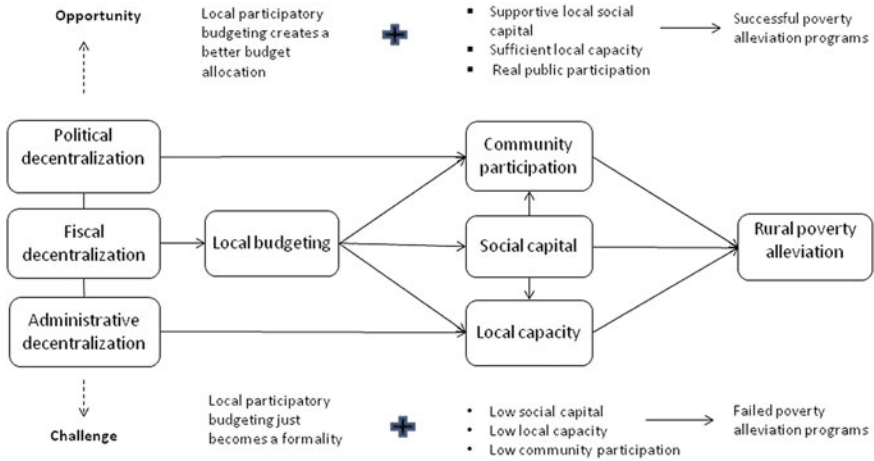 Opportunity
Local participatory
budgeting creates a
better budget
allocation
Supportive local social
capital
Sufficient local capacity
Real public participation
Successful poverty
alleviation programs
Political
decentralization
Community
participation
Fiscal
decentralization
Local budgeting
Social capital
Rural poverty
alleviation
Administrative
decentralization
Local capacity
Challenge
Local participatory
budgeting just
becomes a formality
Low social capital
Low local capacity
Low community participation
Failed poverty
alleviation programs